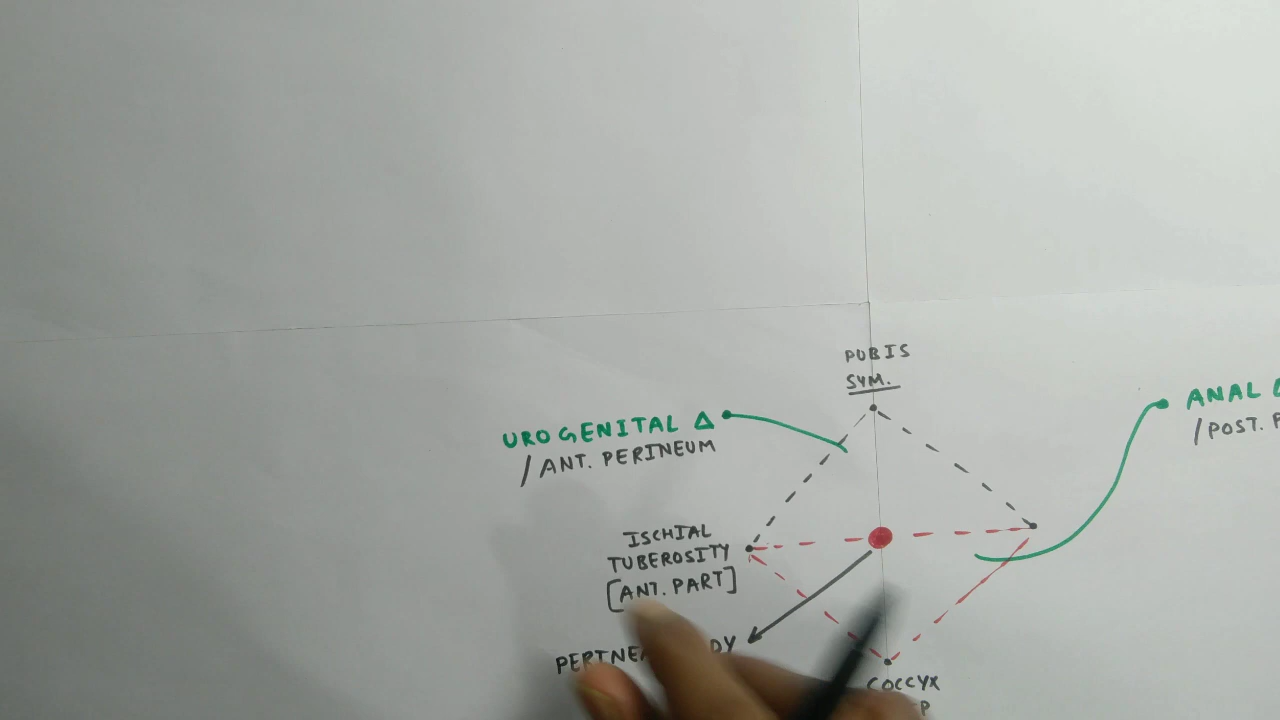 PUBIS
SYM.
UROGENITAL Δ
/ANT. PERINEUM
ANAL
/POST.
ISCHIAL
TUBEROSITY
[ANT. PART]
COCCYX